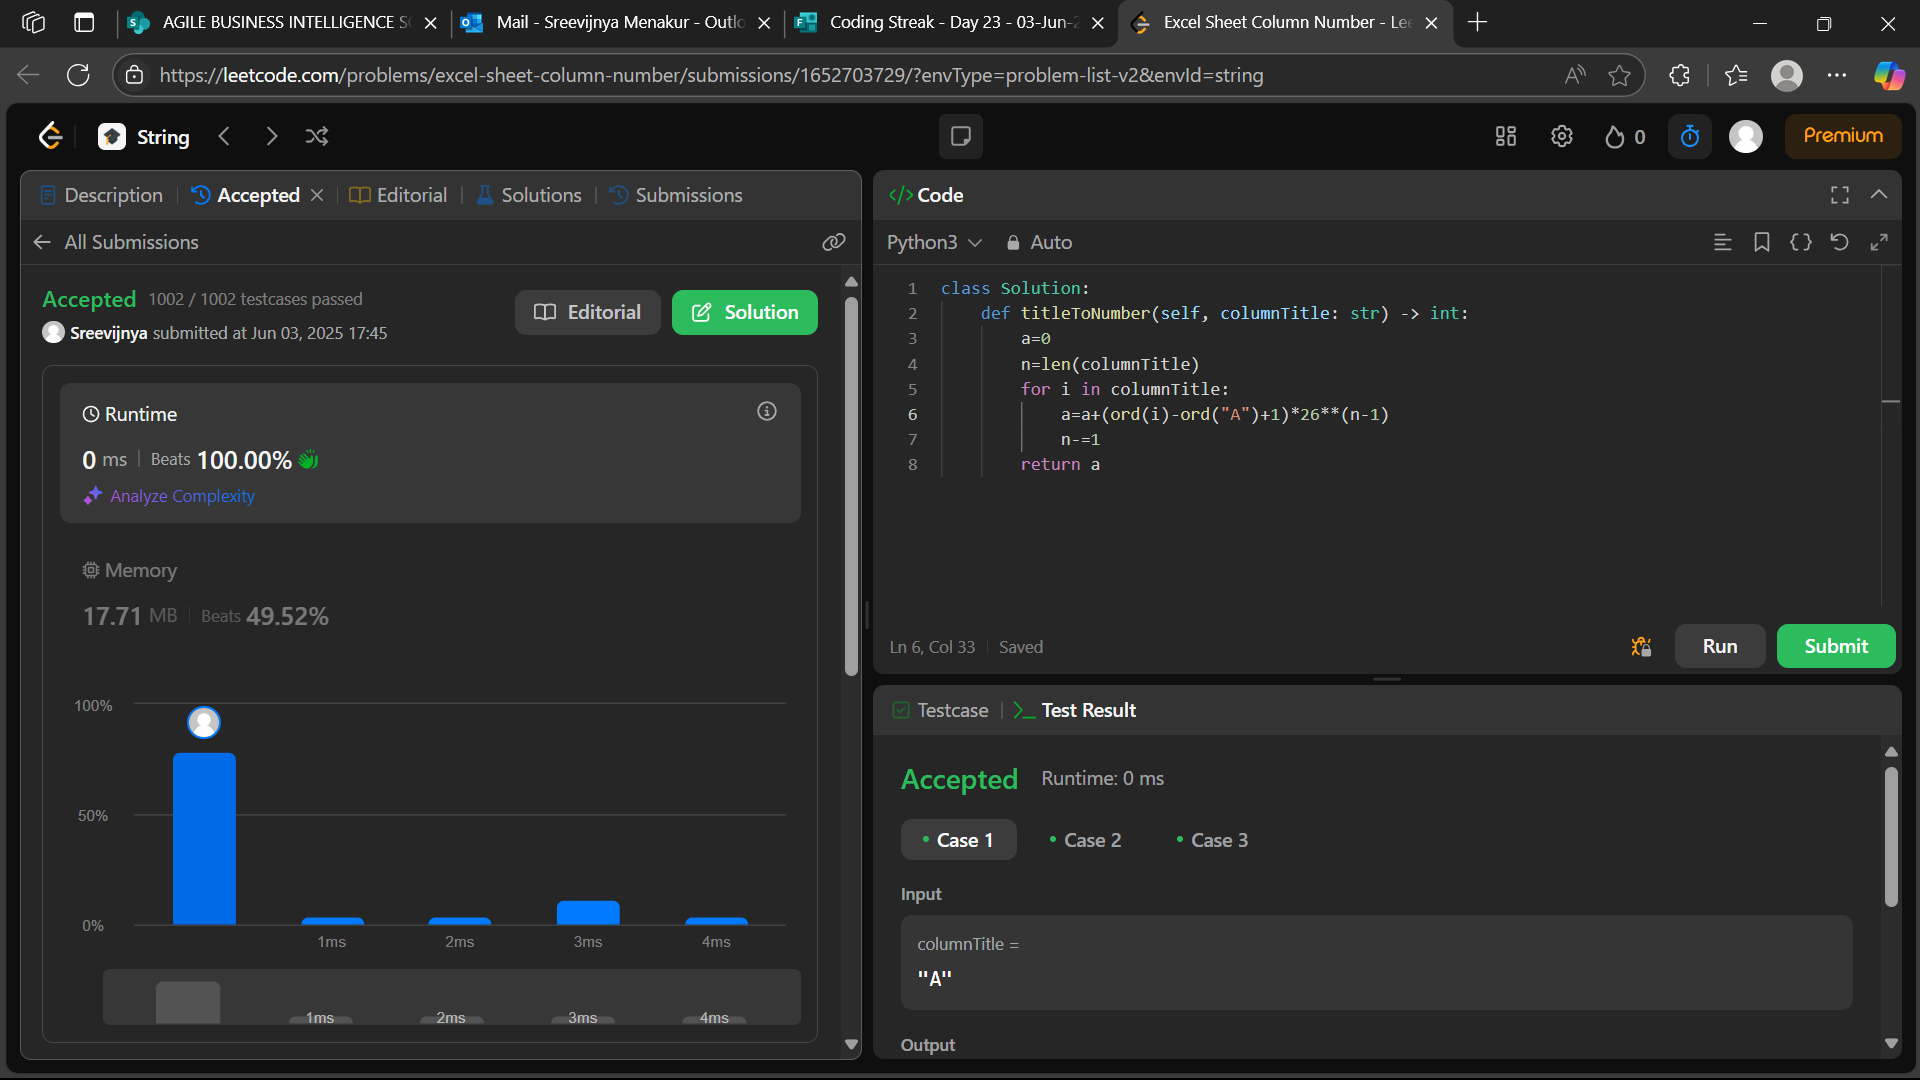 AGILE BUSINESS INTELLIGENCE S
Mail - Sreevijnya Menakur - Outlo
Coding Streak - Day 23 - 03-Jun-2
Excel Sheet Column Number - Lee
https://leetcode.com/problems/excel-sheet-column-number/submissions/1652703729/?envType=problem-list-v2&envId=string
String
0
Premium
Description
Accepted
Editorial
Solutions
Submissions
All Submissions
Accepted 1002 / 1002 testcases passed
Sreevijnya submitted at Jun 03, 2025 17:45
Editorial
Solution
Runtime
0 ms Beats 100.00%
Analyze Complexity
Memory
17.71 MB Beats 49.52%
100%
50%
0%
1ms 2ms 3ms 4ms
1ms 2ms 3ms 4ms
</> Code
Python3 Auto
1 class Solution:
2 def titleToNumber(self, columnTitle: str) -> int:
3 a=0
4 n=len(columnTitle)
5 for i in columnTitle:
6 a=a+(ord(i)-ord("A")+1)*26**(n-1)
7 n-=1
8 return a
Ln 6, Col 33 Saved
Run
Submit
Testcase
>_ Test Result
Accepted Runtime: 0 ms
• Case 1 • Case 2 • Case 3
Input
columnTitle =
"A"
Output